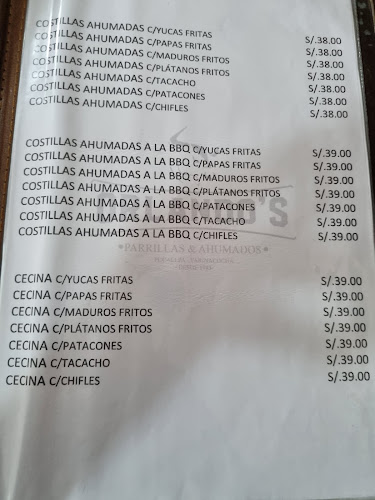 COSTILLAS AHUMADAS C/YUCAS FRITAS
COSTILLAS AHUMADAS C/PAPAS FRITAS S/.38.00
COSTILLAS AHUMADAS C/MADUROS FRITOS S/.38.00
COSTILLAS AHUMADAS C/PLÁTANOS FRITOS S/.38.00
COSTILLAS AHUMADAS C/TACACHO S/.38.00
COSTILLAS AHUMADAS C/PATACONES S/.38.00
COSTILLAS AHUMADAS C/CHIFLES S/.38.00
COSTILLAS AHUMADAS A LA BBQ C/YUCAS FRITAS S/.39.00
COSTILLAS AHUMADAS A LA BBQ C/PAPAS FRITAS S/.39.00
COSTILLAS AHUMADAS A LA BBQ C/MADUROS FRITOS S/.39.00
COSTILLAS AHUMADAS A LA BBQ C/PLÁTANOS FRITOS S/.39.00
COSTILLAS AHUMADAS A LA BBQ C/PATACONES S/.39.00
COSTILLAS AHUMADAS A LA BBQ C/TACACHO S/.39.00
COSTILLAS AHUMADAS A LA BBQ C/CHIFLES S/.39.00
•PARRILLAS & AHUMADOS•
CECINA C/YUCAS FRITAS S/.39.00
CECINA C/PAPAS FRITAS S/.39.00
CECINA C/MADUROS FRITOS S/.39.00
CECINA C/PLÁTANOS FRITOS S/.39.00
CECINA C/PATACONES S/.39.00
CECINA C/TACACHO S/.39.00
CECINA C/CHIFLES S/.39.00